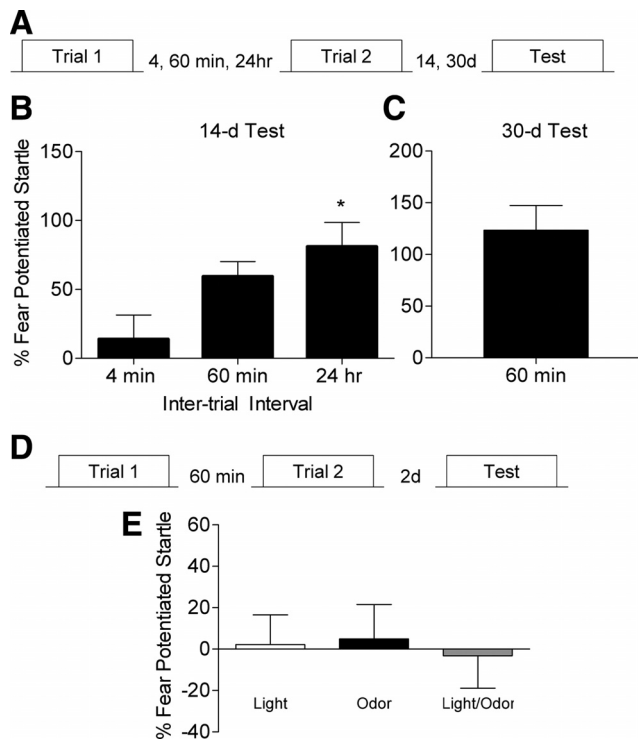 A
Trial 1
4, 60 min, 24hr
Trial 2
14, 30d
Test
B
14-d Test
% Fear Potentiated Startle
150
100
50
0
*
4 min
60 min
24 hr
Inter-trial Interval
C
30-d Test
200
150
100
50
0
60 min
D
Trial 1
60 min
Trial 2
2d
Test
E
% Fear Potentiated Startle
60
40
20
0
-20
-40
Light
Odor
Light/Odor